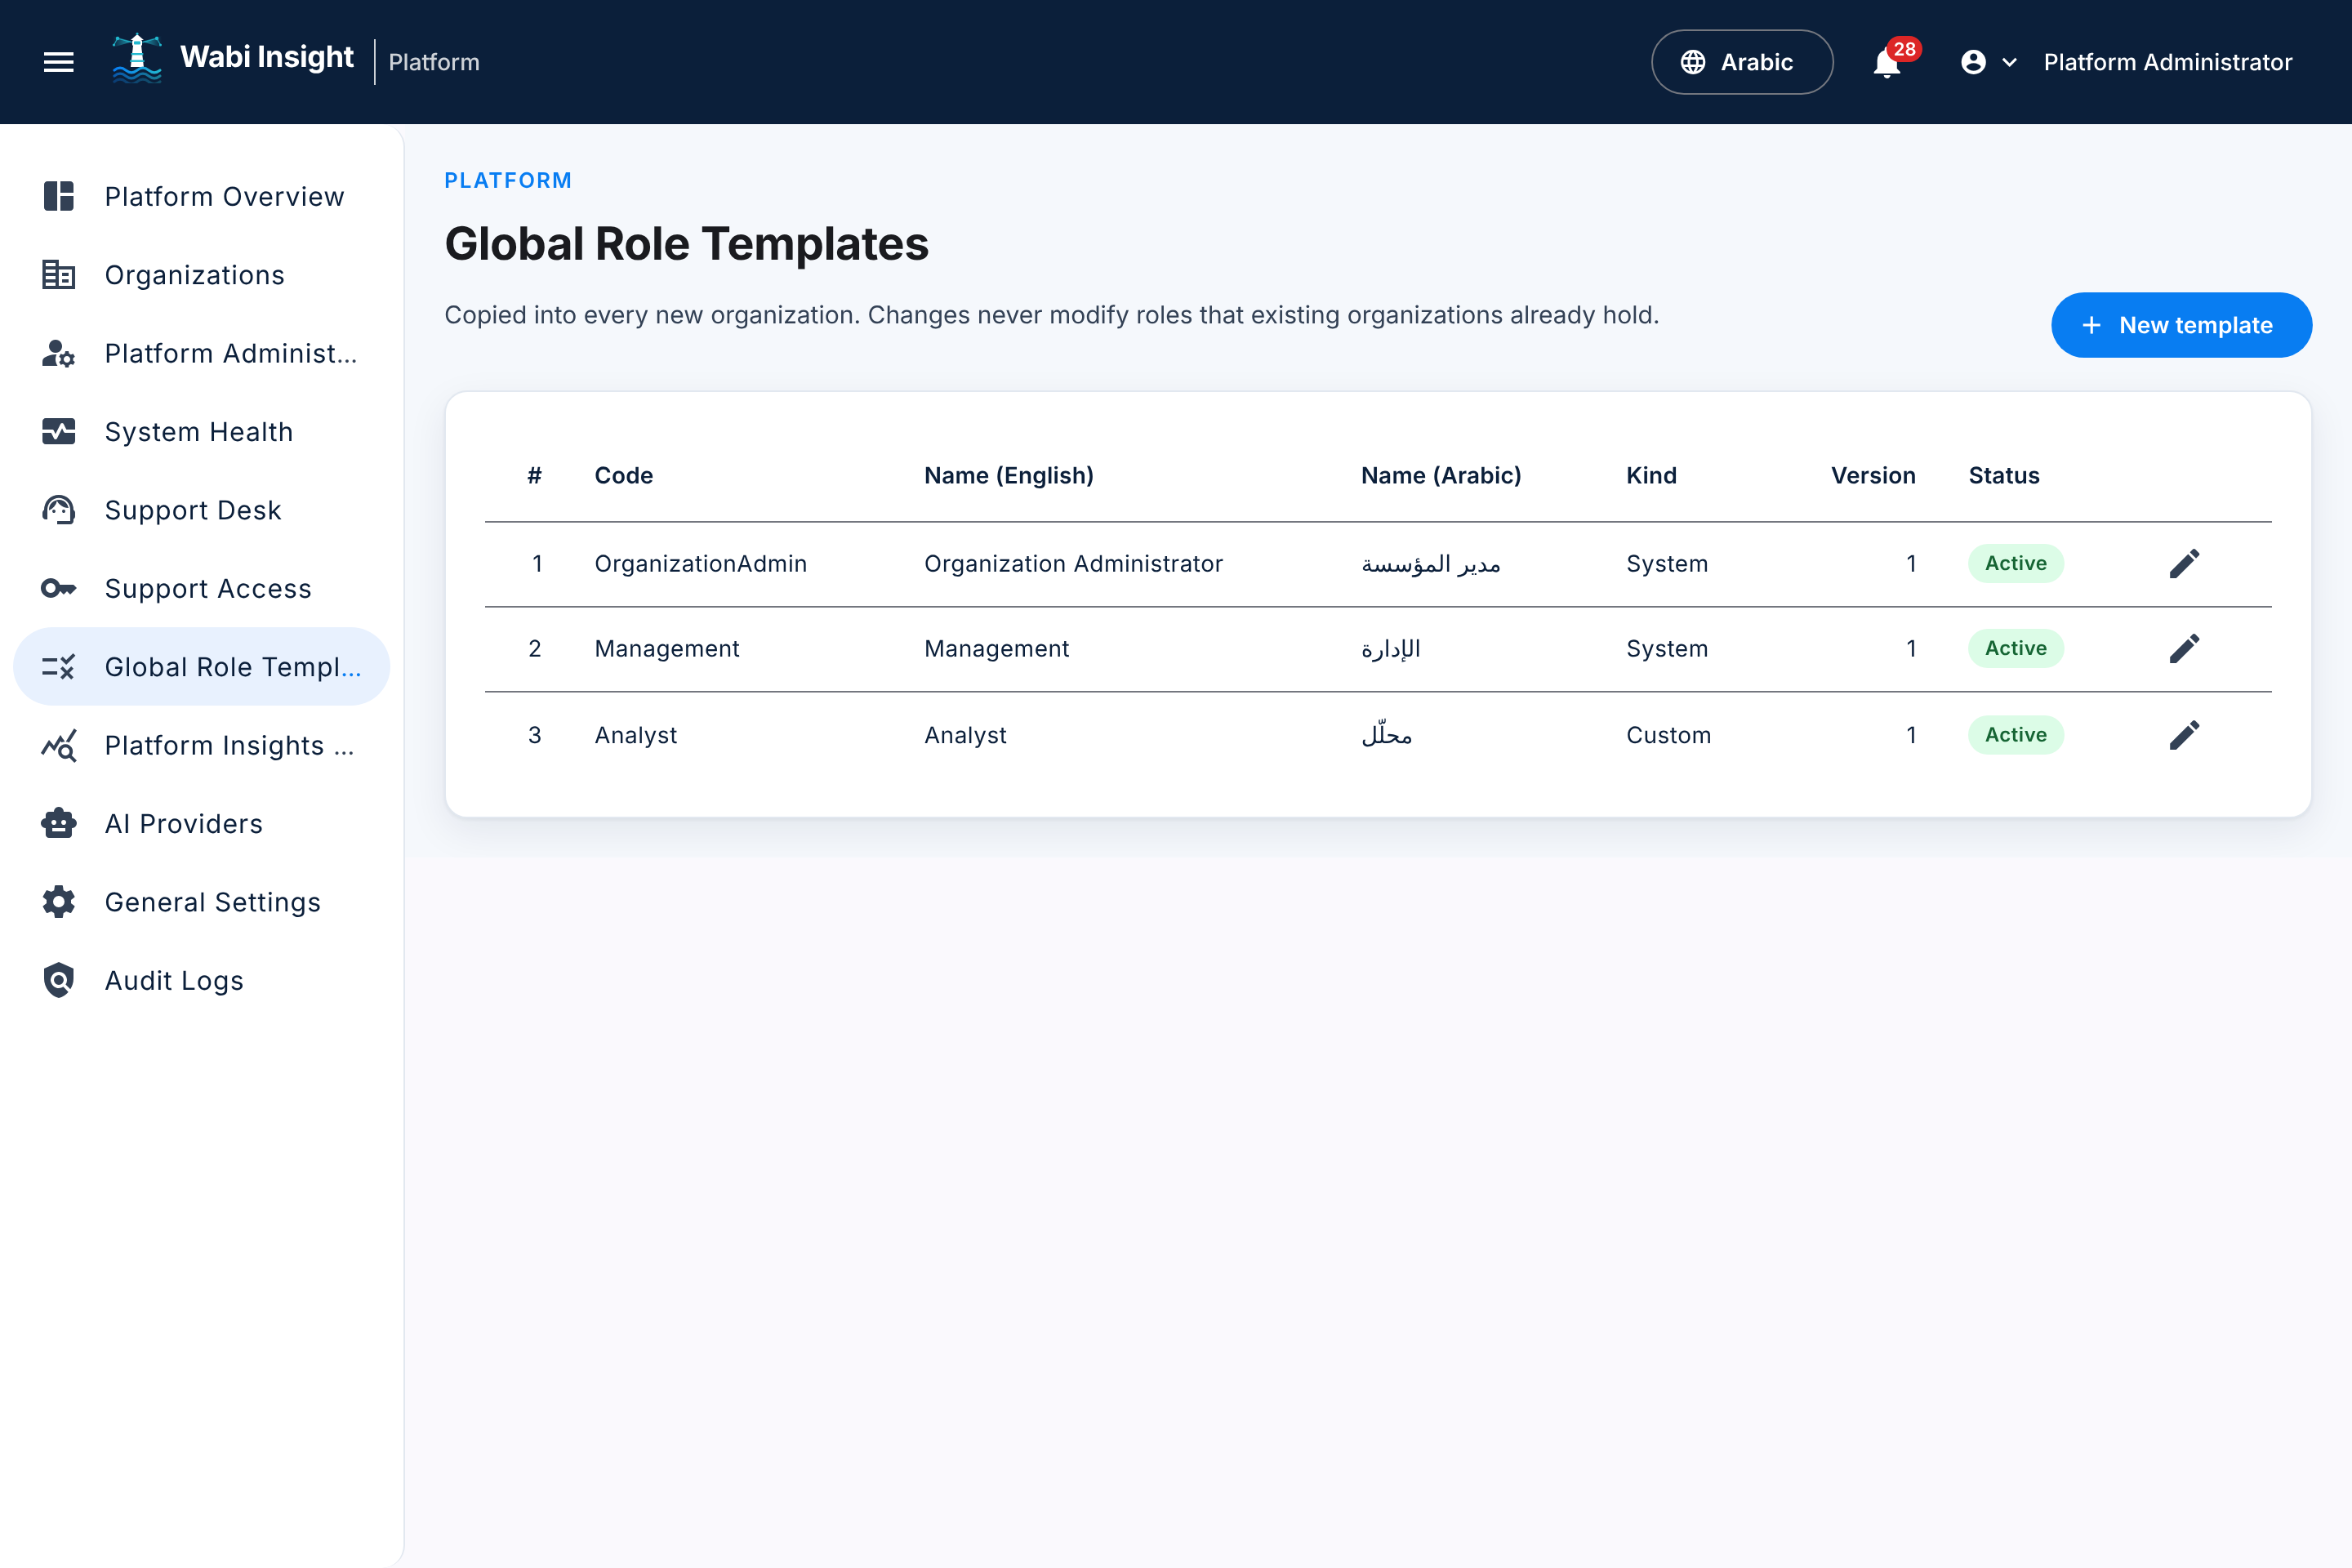 Wabi Insight
Platform
Arabic
28
Platform Administrator
Platform Overview
Organizations
Platform Administ...
System Health
Support Desk
Support Access
Global Role Templ...
Platform Insights ...
AI Providers
General Settings
Audit Logs
PLATFORM
Global Role Templates
Copied into every new organization. Changes never modify roles that existing organizations already hold.
+ New template
# Code Name (English) Name (Arabic) Kind Version Status
1 OrganizationAdmin Organization Administrator مدير المؤسسة System 1 Active
2 Management Management الإدارة System 1 Active
3 Analyst Analyst محلّل Custom 1 Active